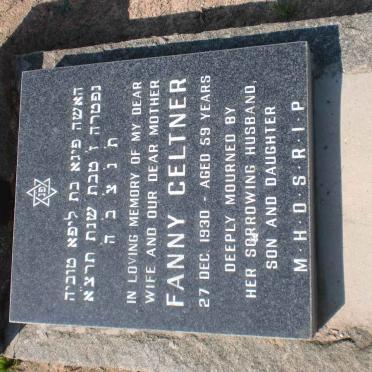 האשה פיגא בת ליפא טוביה
נפטרה ז' טבת שנת תרצ"א
ת נ צ ב ה
IN LOVING MEMORY OF MY DEAR
WIFE AND OUR DEAR MOTHER
FANNY CELTNER
27 DEC. 1930 - AGED 59 YEARS
DEEPLY MOURNED BY
HER SORROWING HUSBAND,
SON AND DAUGHTER
M H D S R I P